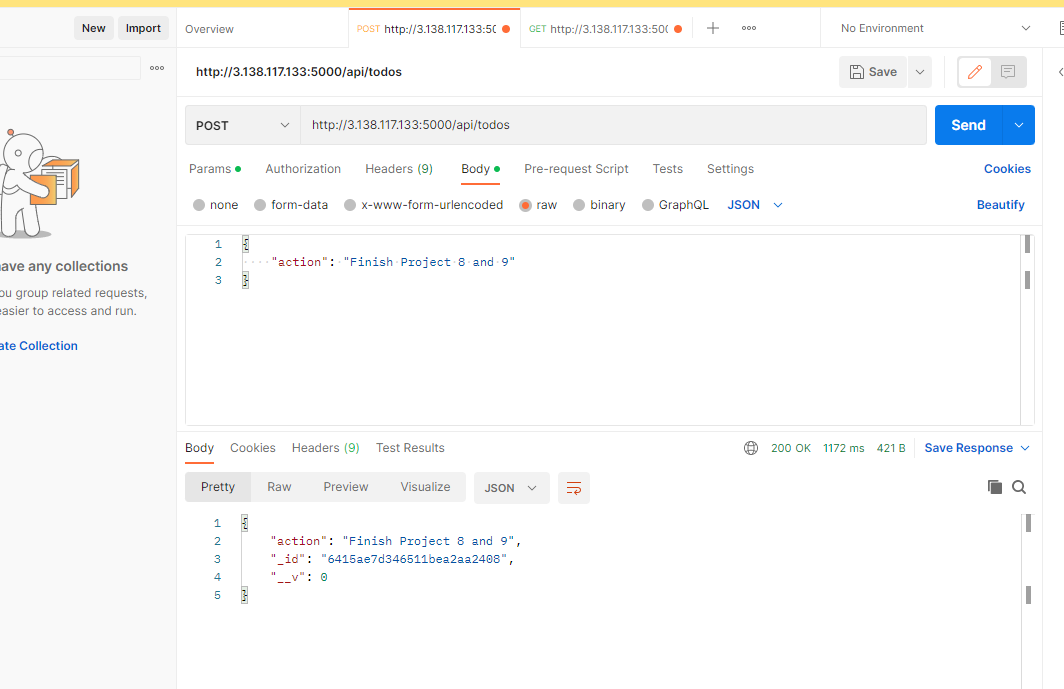 New Import Overview POST http://3.138.117.133:50 GET http://3.138.117.133:50 No Environment
http://3.138.117.133:5000/api/todos Save
POST http://3.138.117.133:5000/api/todos Send
Params Authorization Headers (9) Body Pre-request Script Tests Settings Cookies
none form-data x-www-form-urlencoded raw binary GraphQL JSON Beautify
1 {
2 "action": "Finish Project 8 and 9"
3 }
ave any collections
ou group related requests,
easier to access and run.
ate Collection
Body Cookies Headers (9) Test Results 200 OK 1172 ms 421 B Save Response
Pretty Raw Preview Visualize JSON
1 {
2 "action": "Finish Project 8 and 9",
3 "_id": "6415ae7d346511bea2aa2408",
4 "__v": 0
5 }